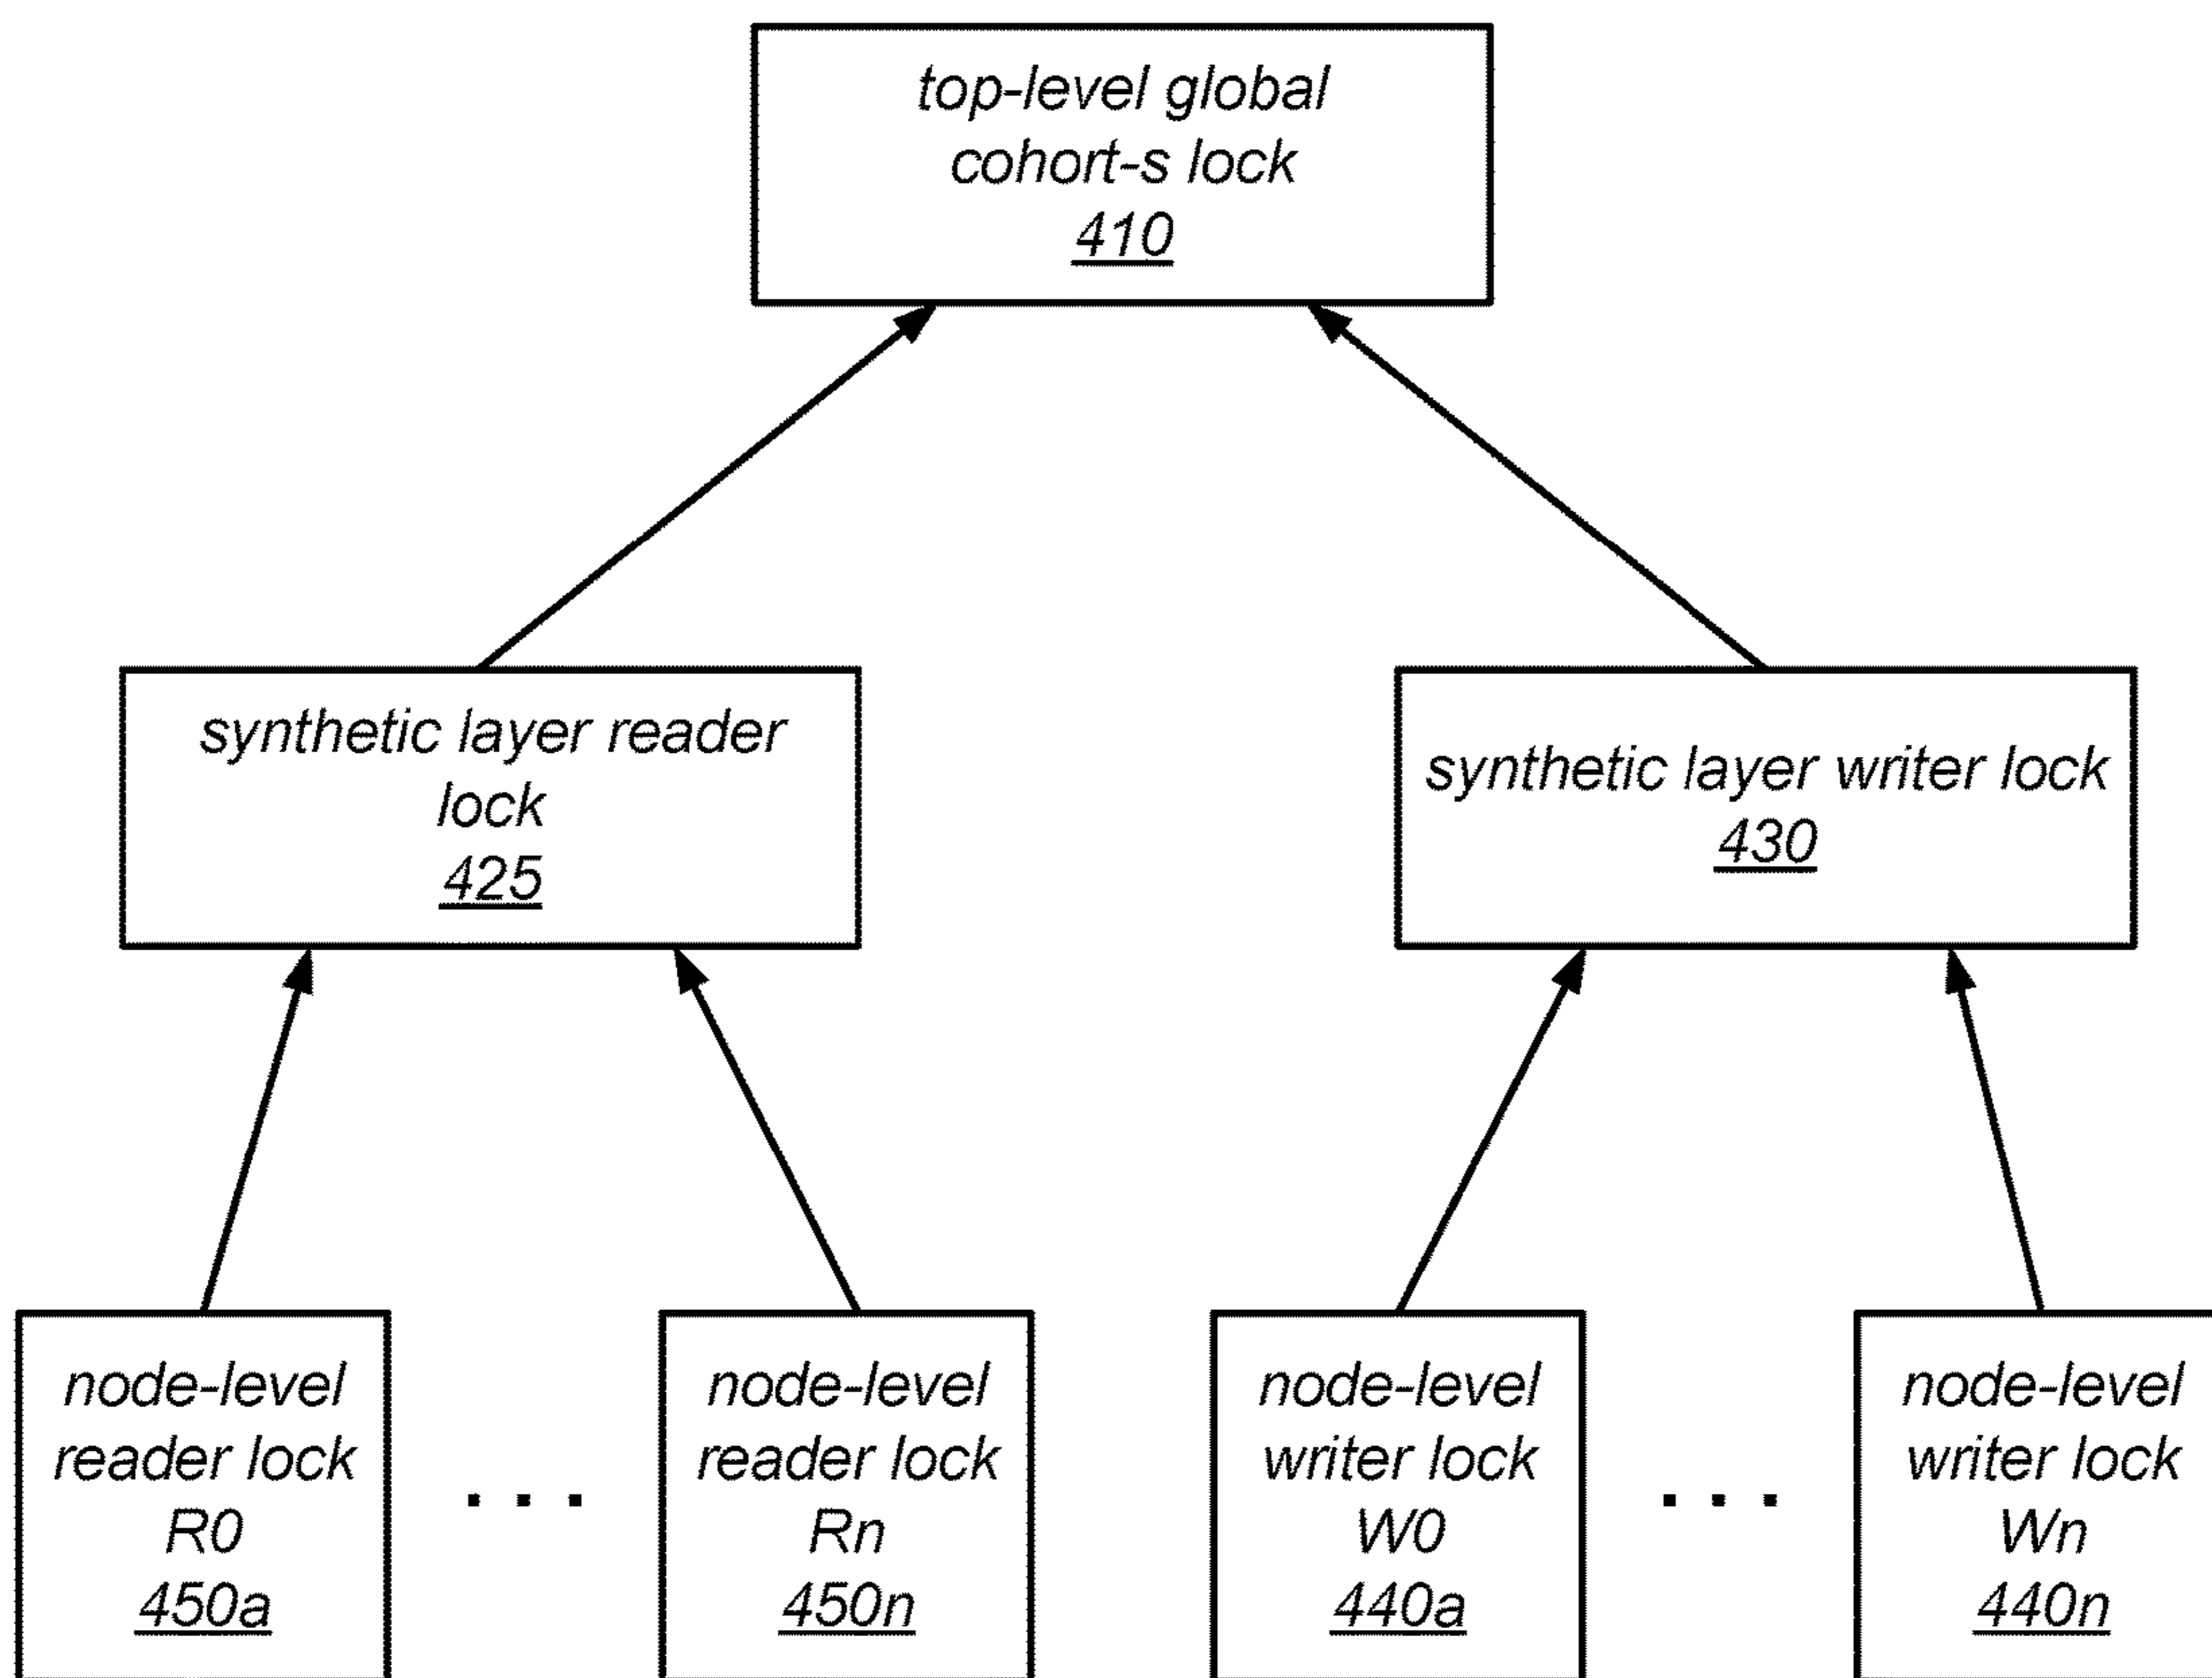 top-level global
cohort-s lock
410
synthetic layer reader
lock
425
synthetic layer writer lock
430
node-level
reader lock
R0
450a
. . .
node-level
reader lock
Rn
450n
node-level
writer lock
W0
440a
. . .
node-level
writer lock
Wn
440n